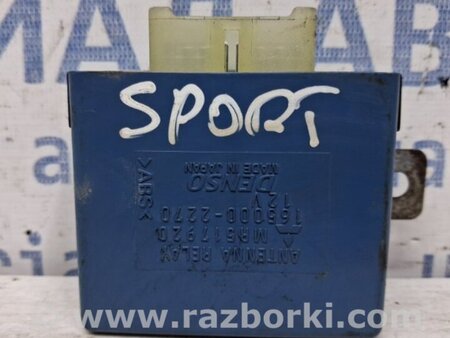 SPORT
ANTENNA RELAY
MR517920
165000-2270
12V
DENSO
MADE IN JAPAN
>ABS<
www.razborki.com